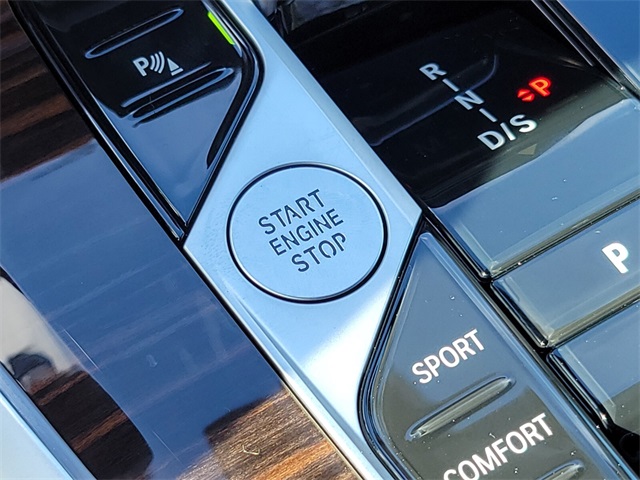 P
R
N
D/S
P
START
ENGINE
STOP
P
SPORT
COMFORT